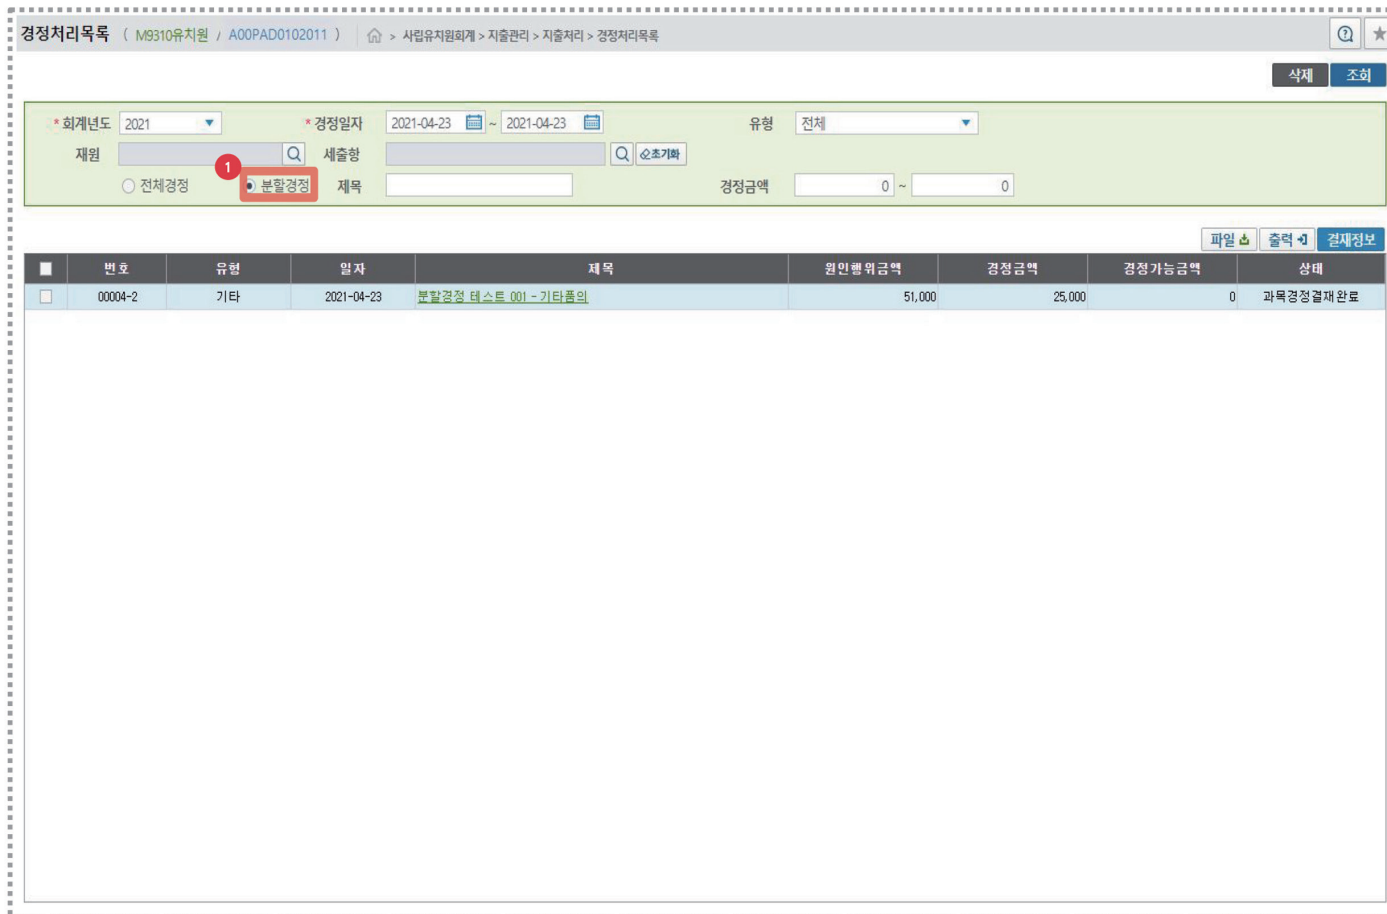 경정처리목록 ( M9310유치원 / A00PAD0102011 ) > 사립유치원회계 > 지출관리 > 지출처리 > 경정처리목록
삭제 조회
* 회계년도 2021 * 경정일자 2021-04-23 ~ 2021-04-23 유형 전체
재원 세출항 초기화
1
전체경정 분할경정 제목 경정금액 0 ~ 0
파일 출력 결재정보
번호 유형 일자 제목 원인행위금액 경정금액 경정가능금액 상태
00004-2 기타 2021-04-23 분할경정 테스트 001 - 기타품의 51,000 25,000 0 과목경정결재완료